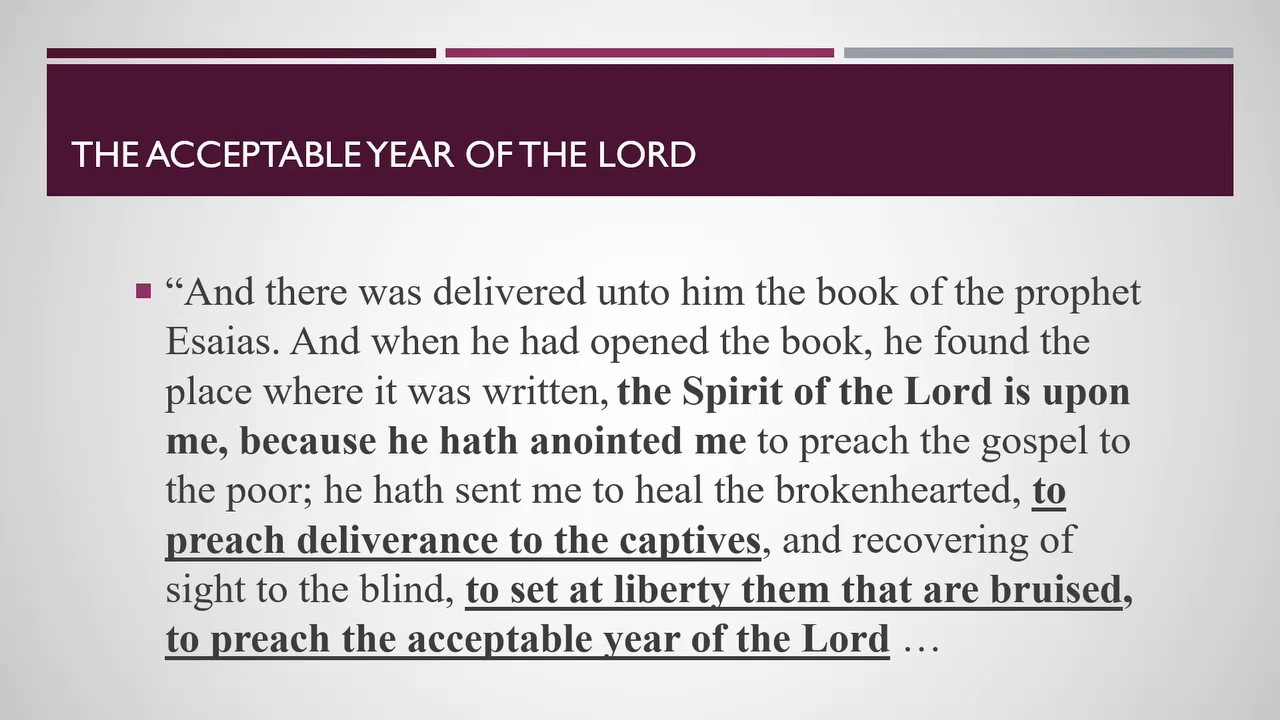 THE ACCEPTABLE YEAR OF THE LORD
“And there was delivered unto him the book of the prophet
Esaias. And when he had opened the book, he found the
place where it was written, the Spirit of the Lord is upon
me, because he hath anointed me to preach the gospel to
the poor; he hath sent me to heal the brokenhearted, to
preach deliverance to the captives, and recovering of
sight to the blind, to set at liberty them that are bruised,
to preach the acceptable year of the Lord …